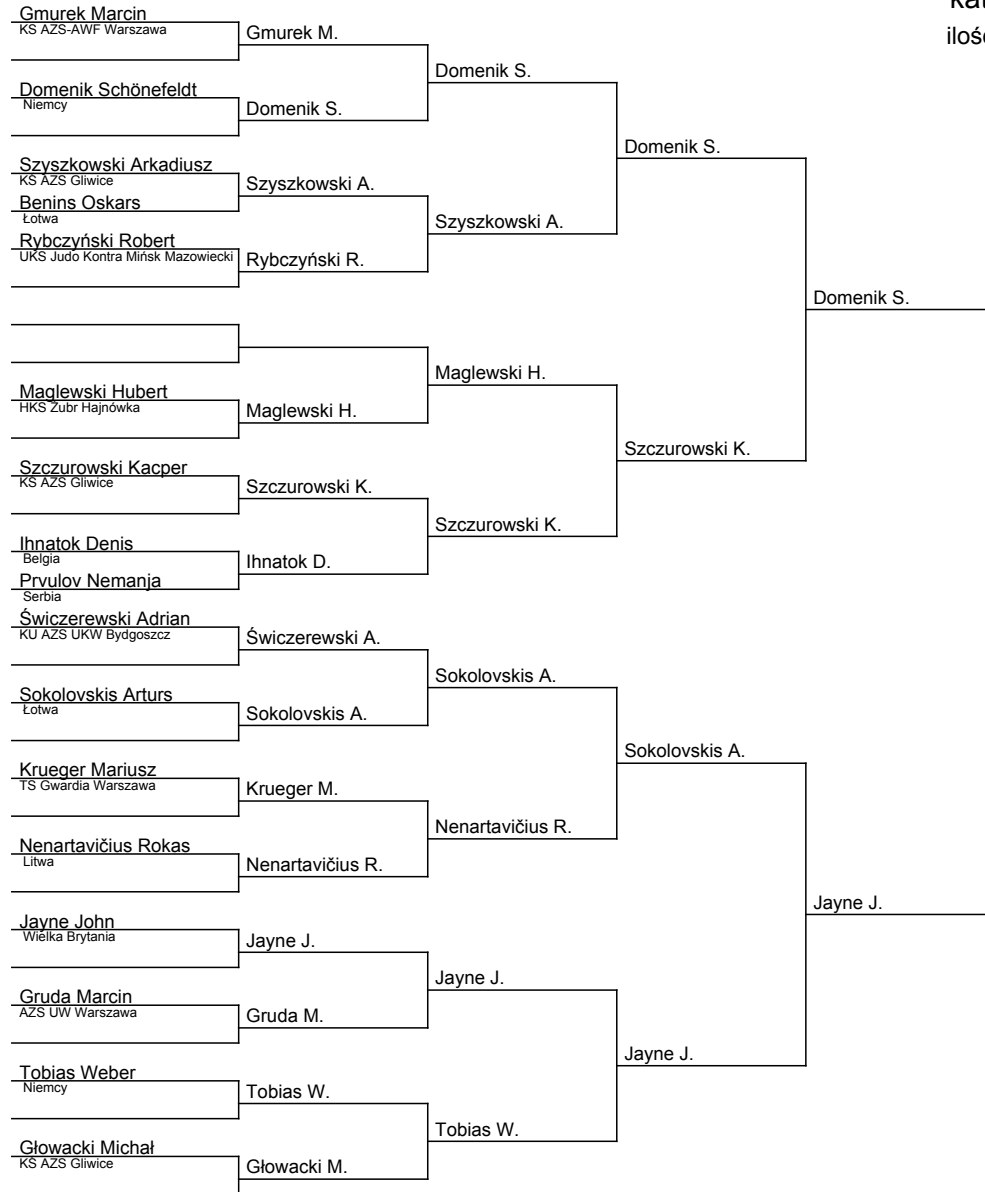 kat
iloś
Gmurek Marcin
KS AZS-AWF Warszawa
Gmurek M.
Domenik S.
Domenik Schönefeldt
Niemcy
Domenik S.
Domenik S.
Szyszkowski Arkadiusz
KS AZS Gliwice
Szyszkowski A.
Benins Oskars
Łotwa
Szyszkowski A.
Rybczyński Robert
UKS Judo Kontra Mińsk Mazowiecki
Rybczyński R.
Domenik S.
Maglewski H.
Maglewski Hubert
HKS Żubr Hajnówka
Maglewski H.
Szczurowski K.
Szczurowski Kacper
KS AZS Gliwice
Szczurowski K.
Szczurowski K.
Ihnatok Denis
Belgia
Ihnatok D.
Prvulov Nemanja
Serbia
Świczerewski Adrian
KU AZS UKW Bydgoszcz
Świczerewski A.
Sokolovskis A.
Sokolovskis Arturs
Łotwa
Sokolovskis A.
Sokolovskis A.
Krueger Mariusz
TS Gwardia Warszawa
Krueger M.
Nenartavičius R.
Nenartavičius Rokas
Litwa
Nenartavičius R.
Jayne J.
Jayne John
Wielka Brytania
Jayne J.
Jayne J.
Gruda Marcin
AZS UW Warszawa
Gruda M.
Jayne J.
Tobias Weber
Niemcy
Tobias W.
Tobias W.
Głowacki Michał
KS AZS Gliwice
Głowacki M.